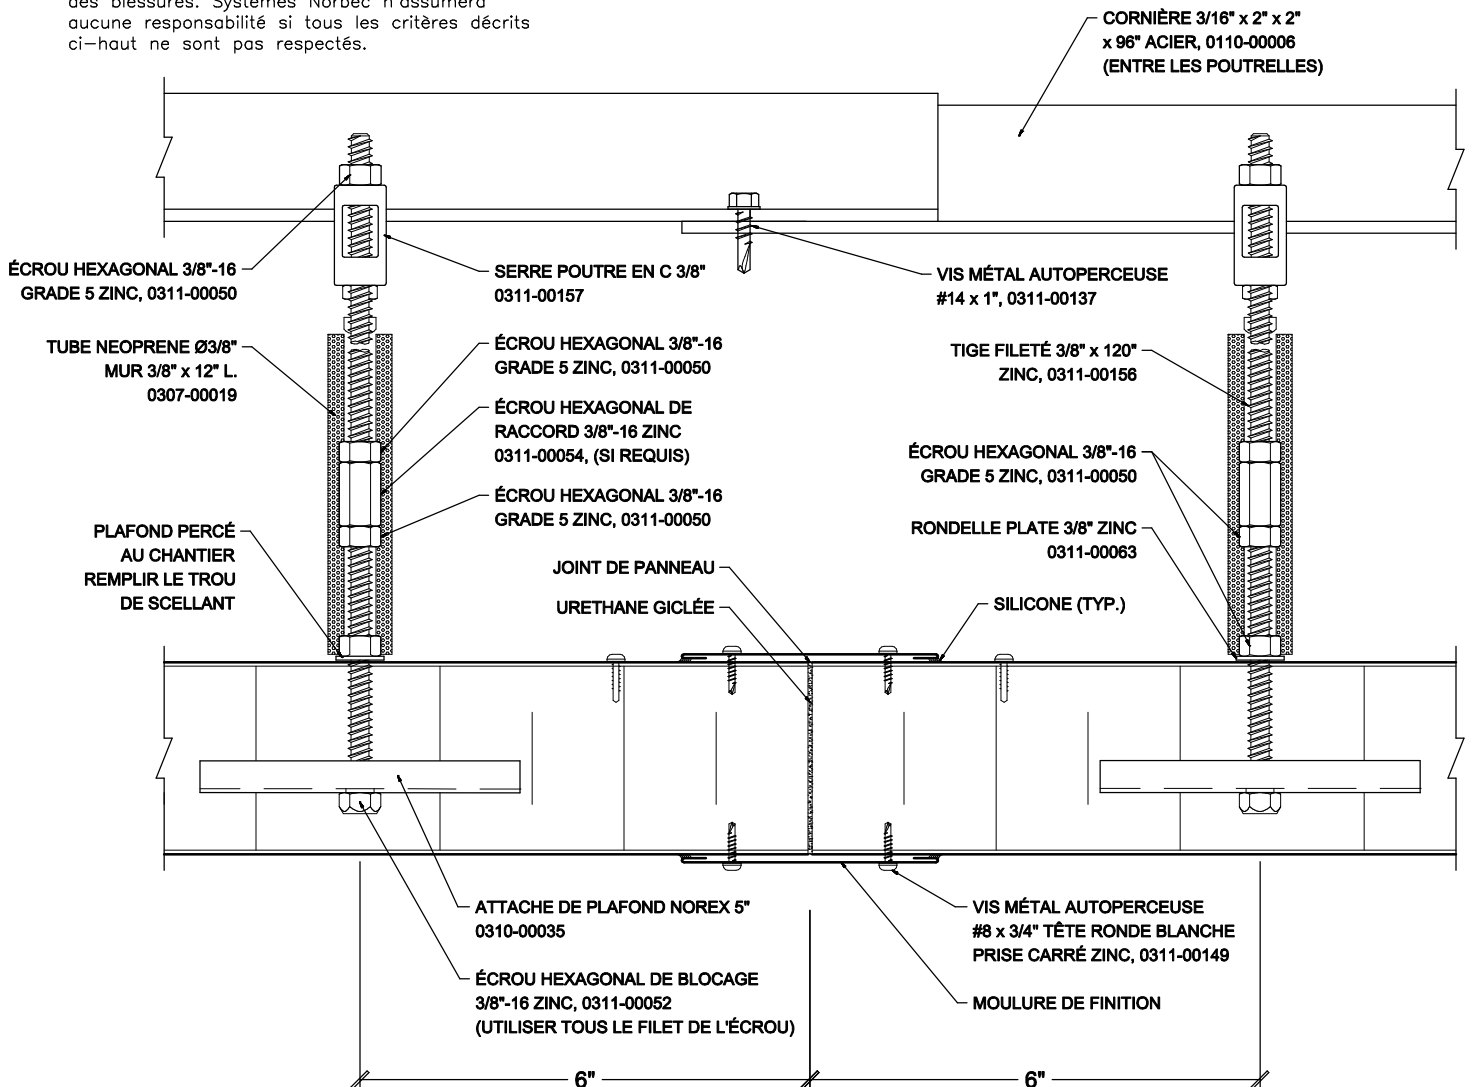 des blessures. Systèmes Norbec n'assumera
aucune responsabilité si tous les critères décrits
ci-haut ne sont pas respectés.
CORNIÈRE 3/16" x 2" x 2"
x 96" ACIER, 0110-00006
(ENTRE LES POUTRELLES)
ÉCROU HEXAGONAL 3/8"-16
GRADE 5 ZINC, 0311-00050
SERRE POUTRE EN C 3/8"
0311-00157
VIS MÉTAL AUTOPERCEUSE
#14 x 1", 0311-00137
TUBE NEOPRENE Ø3/8"
MUR 3/8" x 12" L.
0307-00019
ÉCROU HEXAGONAL 3/8"-16
GRADE 5 ZINC, 0311-00050
TIGE FILETÉ 3/8" x 120"
ZINC, 0311-00156
ÉCROU HEXAGONAL DE
RACCORD 3/8"-16 ZINC
0311-00054, (SI REQUIS)
ÉCROU HEXAGONAL 3/8"-16
GRADE 5 ZINC, 0311-00050
ÉCROU HEXAGONAL 3/8"-16
GRADE 5 ZINC, 0311-00050
PLAFOND PERCÉ
AU CHANTIER
REMPLIR LE TROU
DE SCELLANT
RONDELLE PLATE 3/8" ZINC
0311-00063
JOINT DE PANNEAU
URETHANE GICLÉE
SILICONE (TYP.)
ATTACHE DE PLAFOND NOREX 5"
0310-00035
VIS MÉTAL AUTOPERCEUSE
#8 x 3/4" TÊTE RONDE BLANCHE
PRISE CARRÉ ZINC, 0311-00149
ÉCROU HEXAGONAL DE BLOCAGE
3/8"-16 ZINC, 0311-00052
(UTILISER TOUS LE FILET DE L'ÉCROU)
MOULURE DE FINITION
6"
6"